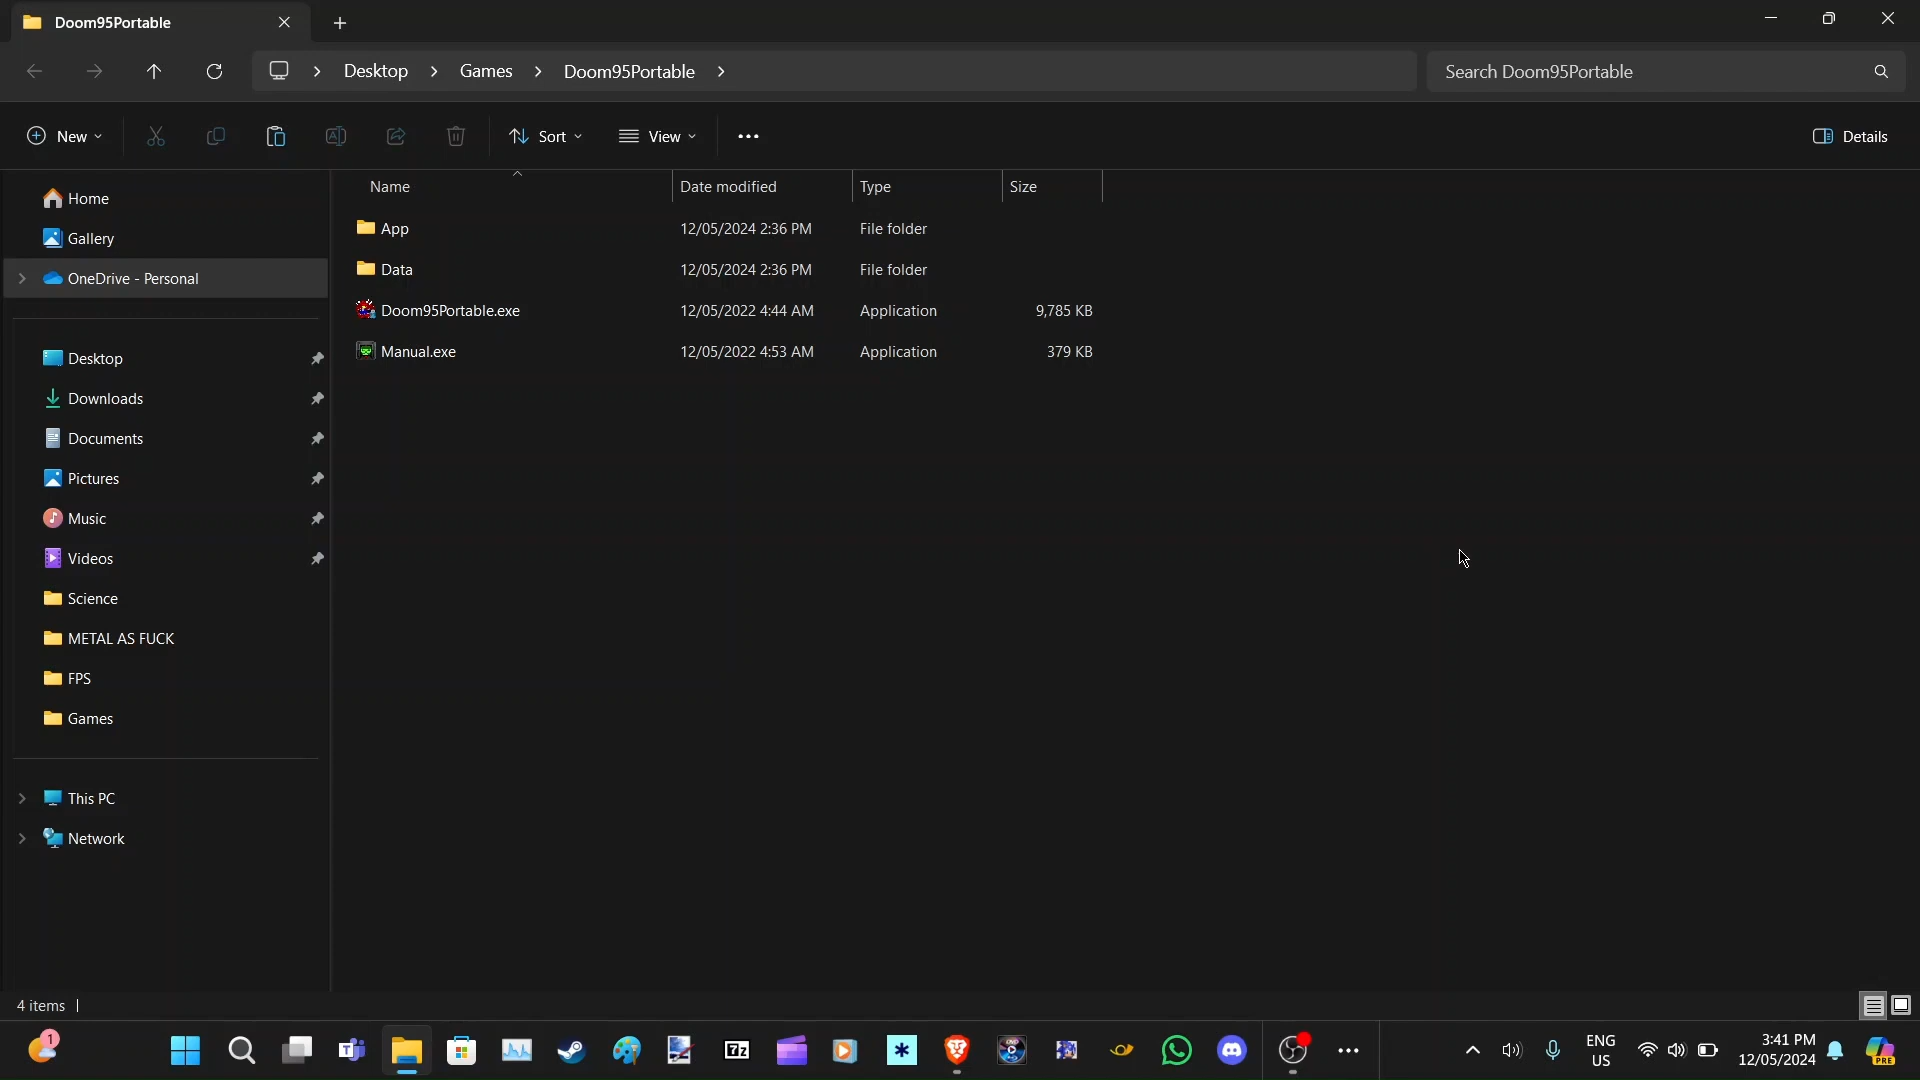 Doom95Portable
Desktop Games Doom95Portable Search Doom95Portable
New Sort View Details
Name Date modified Type Size
Home
Gallery
OneDrive - Personal
Desktop
Downloads
Documents
Pictures
Music
Videos
Science
METAL AS FUCK
FPS
Games
This PC
Network
App 12/05/2024 2:36 PM File folder
Data 12/05/2024 2:36 PM File folder
Doom95Portable.exe 12/05/2022 4:44 AM Application 9,785 KB
Manual.exe 12/05/2022 4:53 AM Application 379 KB
4 items
1
7z
DVD
ENG
US
3:41 PM
12/05/2024
PRE